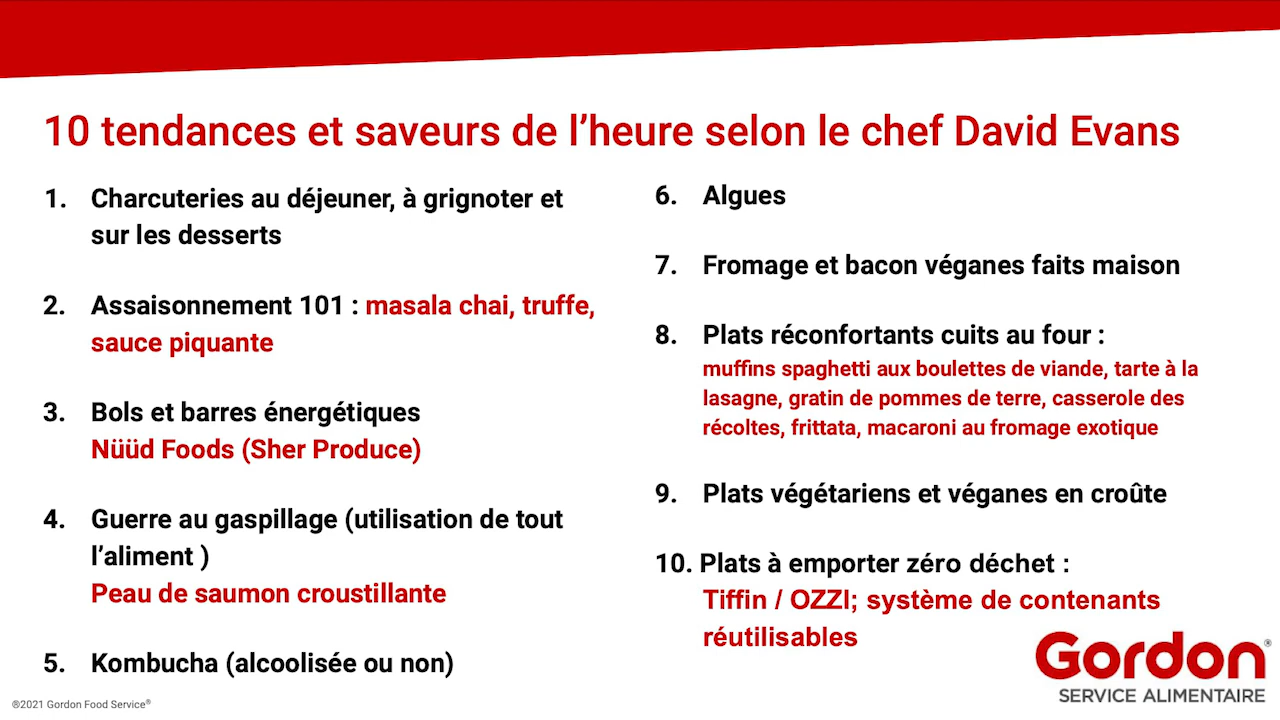 10 tendances et saveurs de l’heure selon le chef David Evans
1. Charcuteries au déjeuner, à grignoter et
sur les desserts
2. Assaisonnement 101 : masala chai, truffe,
sauce piquante
3. Bols et barres énergétiques
Nüüd Foods (Sher Produce)
4. Guerre au gaspillage (utilisation de tout
l’aliment )
Peau de saumon croustillante
5. Kombucha (alcoolisée ou non)
6. Algues
7. Fromage et bacon véganes faits maison
8. Plats réconfortants cuits au four :
muffins spaghetti aux boulettes de viande, tarte à la
lasagne, gratin de pommes de terre, casserole des
récoltes, frittata, macaroni au fromage exotique
9. Plats végétariens et véganes en croûte
10. Plats à emporter zéro déchet :
Tiffin / OZZI; système de contenants
réutilisables
Gordon®
SERVICE ALIMENTAIRE
®2021 Gordon Food Service®